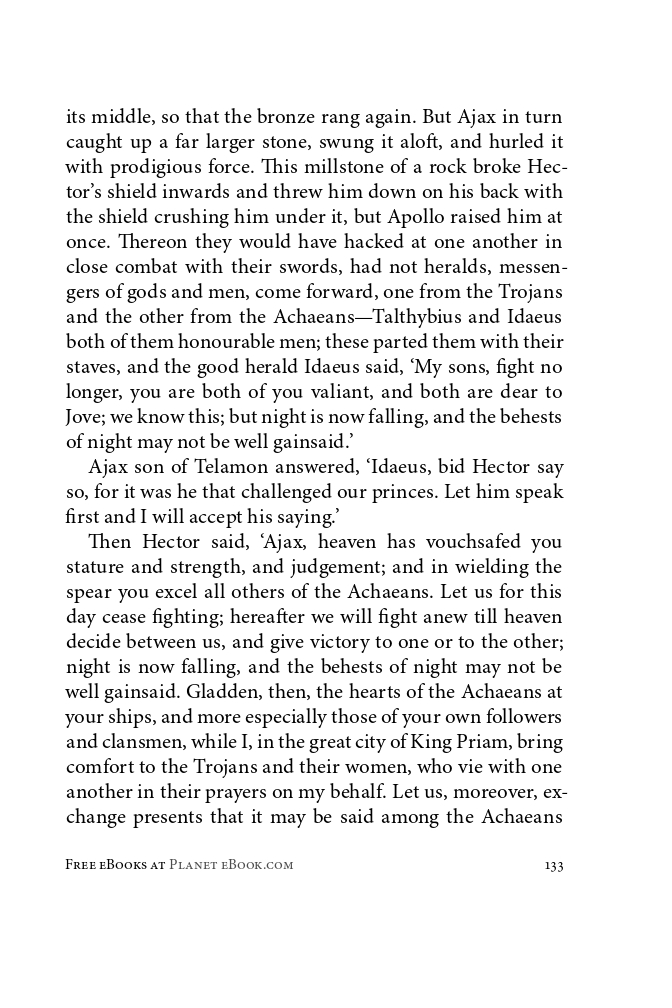 its middle, so that the bronze rang again. But Ajax in turn
caught up a far larger stone, swung it aloft, and hurled it
with prodigious force. This millstone of a rock broke Hec-
tor’s shield inwards and threw him down on his back with
the shield crushing him under it, but Apollo raised him at
once. Thereon they would have hacked at one another in
close combat with their swords, had not heralds, messen-
gers of gods and men, come forward, one from the Trojans
and the other from the Achaeans—Talthybius and Idaeus
both of them honourable men; these parted them with their
staves, and the good herald Idaeus said, ‘My sons, fight no
longer, you are both of you valiant, and both are dear to
Jove; we know this; but night is now falling, and the behests
of night may not be well gainsaid.’
Ajax son of Telamon answered, ‘Idaeus, bid Hector say
so, for it was he that challenged our princes. Let him speak
first and I will accept his saying.’
Then Hector said, ‘Ajax, heaven has vouchsafed you
stature and strength, and judgement; and in wielding the
spear you excel all others of the Achaeans. Let us for this
day cease fighting; hereafter we will fight anew till heaven
decide between us, and give victory to one or to the other;
night is now falling, and the behests of night may not be
well gainsaid. Gladden, then, the hearts of the Achaeans at
your ships, and more especially those of your own followers
and clansmen, while I, in the great city of King Priam, bring
comfort to the Trojans and their women, who vie with one
another in their prayers on my behalf. Let us, moreover, ex-
change presents that it may be said among the Achaeans
Free eBooks at Planet eBook.com 133